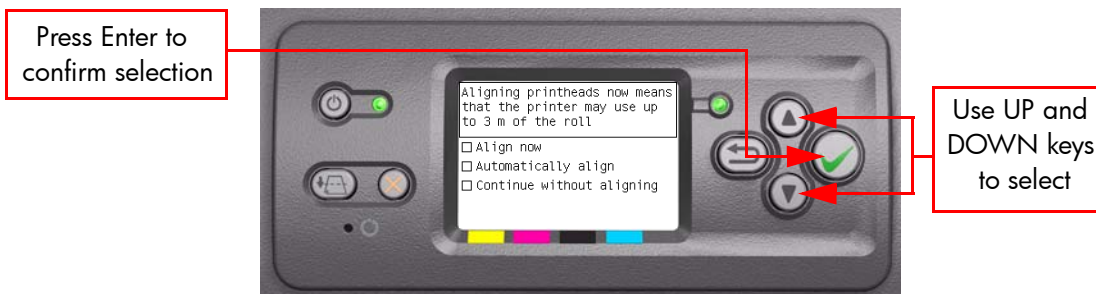 Press Enter to
confirm selection
Aligning printheads now means
that the printer may use up
to 3 m of the roll
Align now
Automatically align
Continue without aligning
Use UP and
DOWN keys
to select